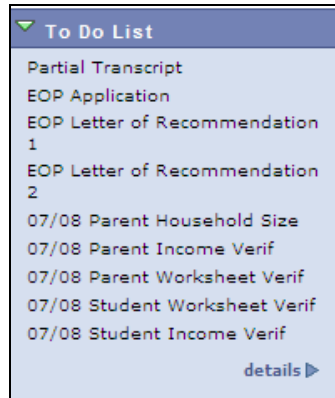 To Do List
Partial Transcript
EOP Application
EOP Letter of Recommendation
1
EOP Letter of Recommendation
2
07/08 Parent Household Size
07/08 Parent Income Verif
07/08 Parent Worksheet Verif
07/08 Student Worksheet Verif
07/08 Student Income Verif
details